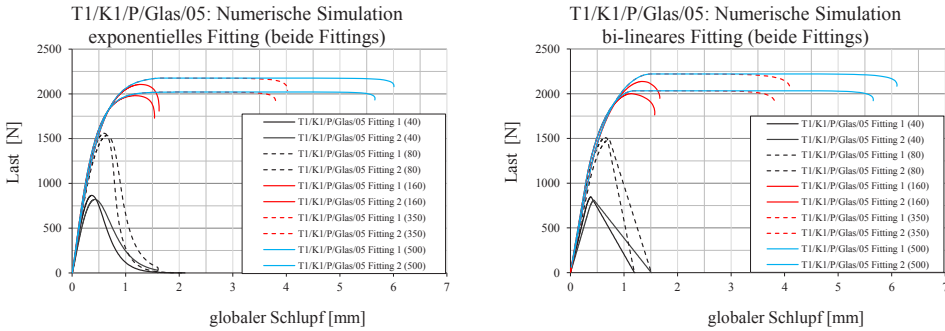 T1/K1/P/Glas/05: Numerische Simulation
exponentielles Fitting (beide Fittings)
2500
2000
1500
1000
500
0
Last [N]
0 1 2 3 4 5 6 7
globaler Schlupf [mm]
T1/K1/P/Glas/05 Fitting 1 (40)
T1/K1/P/Glas/05 Fitting 2 (40)
T1/K1/P/Glas/05 Fitting 1 (80)
T1/K1/P/Glas/05 Fitting 2 (80)
T1/K1/P/Glas/05 Fitting 1 (160)
T1/K1/P/Glas/05 Fitting 2 (160)
T1/K1/P/Glas/05 Fitting 1 (350)
T1/K1/P/Glas/05 Fitting 2 (350)
T1/K1/P/Glas/05 Fitting 1 (500)
T1/K1/P/Glas/05 Fitting 2 (500)
T1/K1/P/Glas/05: Numerische Simulation
bi-lineares Fitting (beide Fittings)
2500
2000
1500
1000
500
0
Last [N]
0 1 2 3 4 5 6 7
globaler Schlupf [mm]
T1/K1/P/Glas/05 Fitting 1 (40)
T1/K1/P/Glas/05 Fitting 2 (40)
T1/K1/P/Glas/05 Fitting 1 (80)
T1/K1/P/Glas/05 Fitting 2 (80)
T1/K1/P/Glas/05 Fitting 1 (160)
T1/K1/P/Glas/05 Fitting 2 (160)
T1/K1/P/Glas/05 Fitting 1 (350)
T1/K1/P/Glas/05 Fitting 2 (350)
T1/K1/P/Glas/05 Fitting 1 (500)
T1/K1/P/Glas/05 Fitting 2 (500)